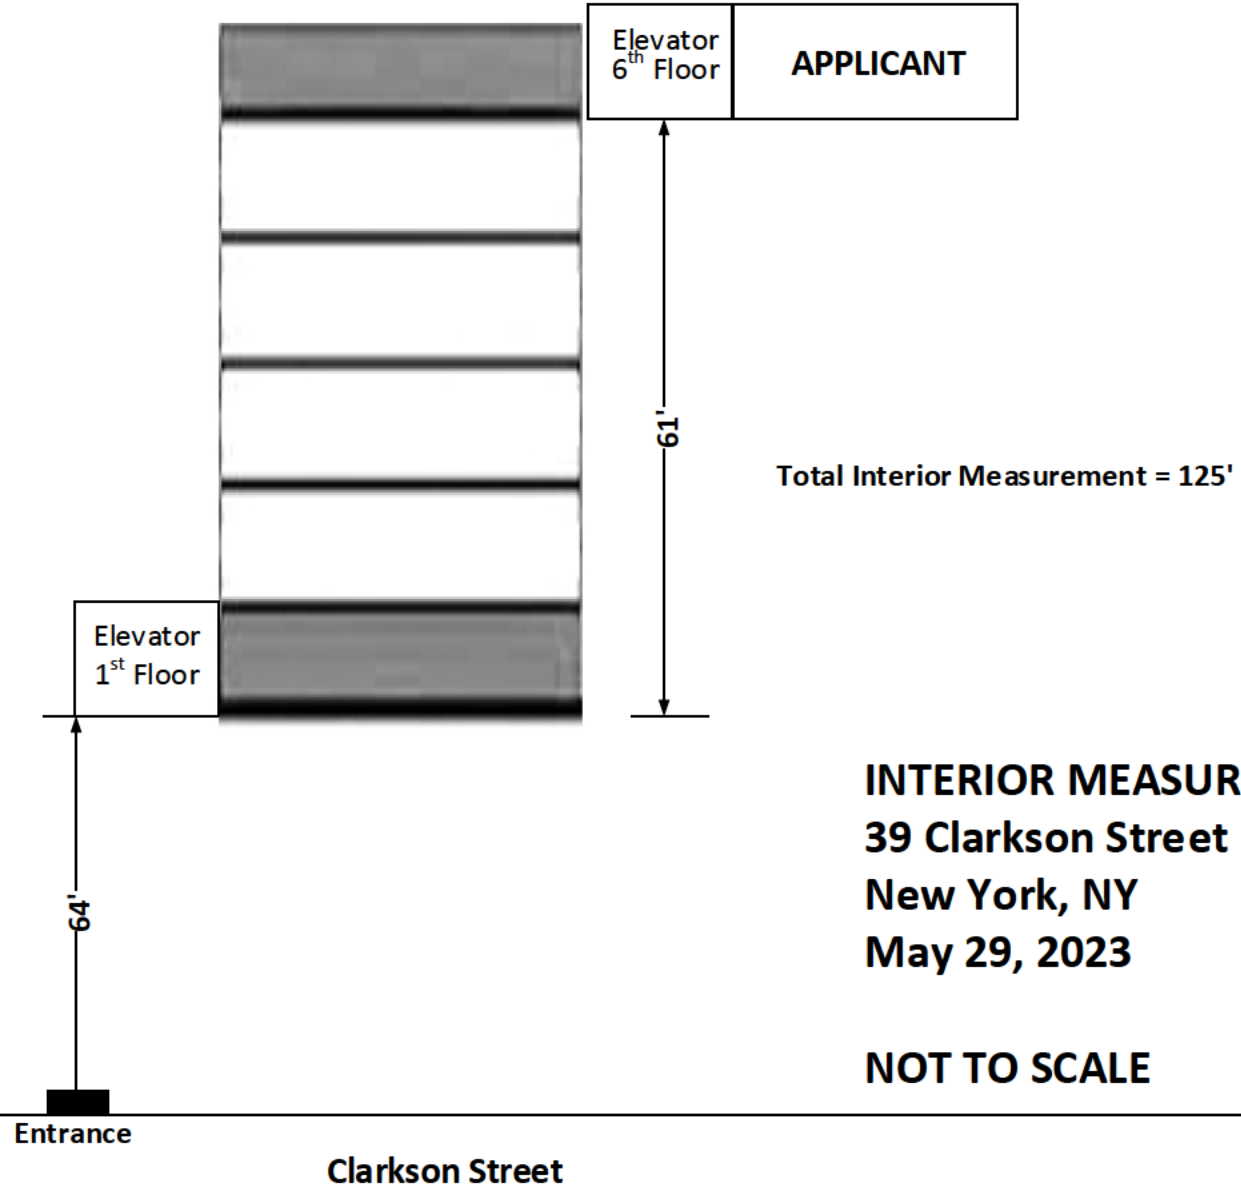 Elevator
6th Floor
APPLICANT
61'
Total Interior Measurement = 125'
Elevator
1st Floor
64'
INTERIOR MEASUR
39 Clarkson Street
New York, NY
May 29, 2023
NOT TO SCALE
Entrance
Clarkson Street